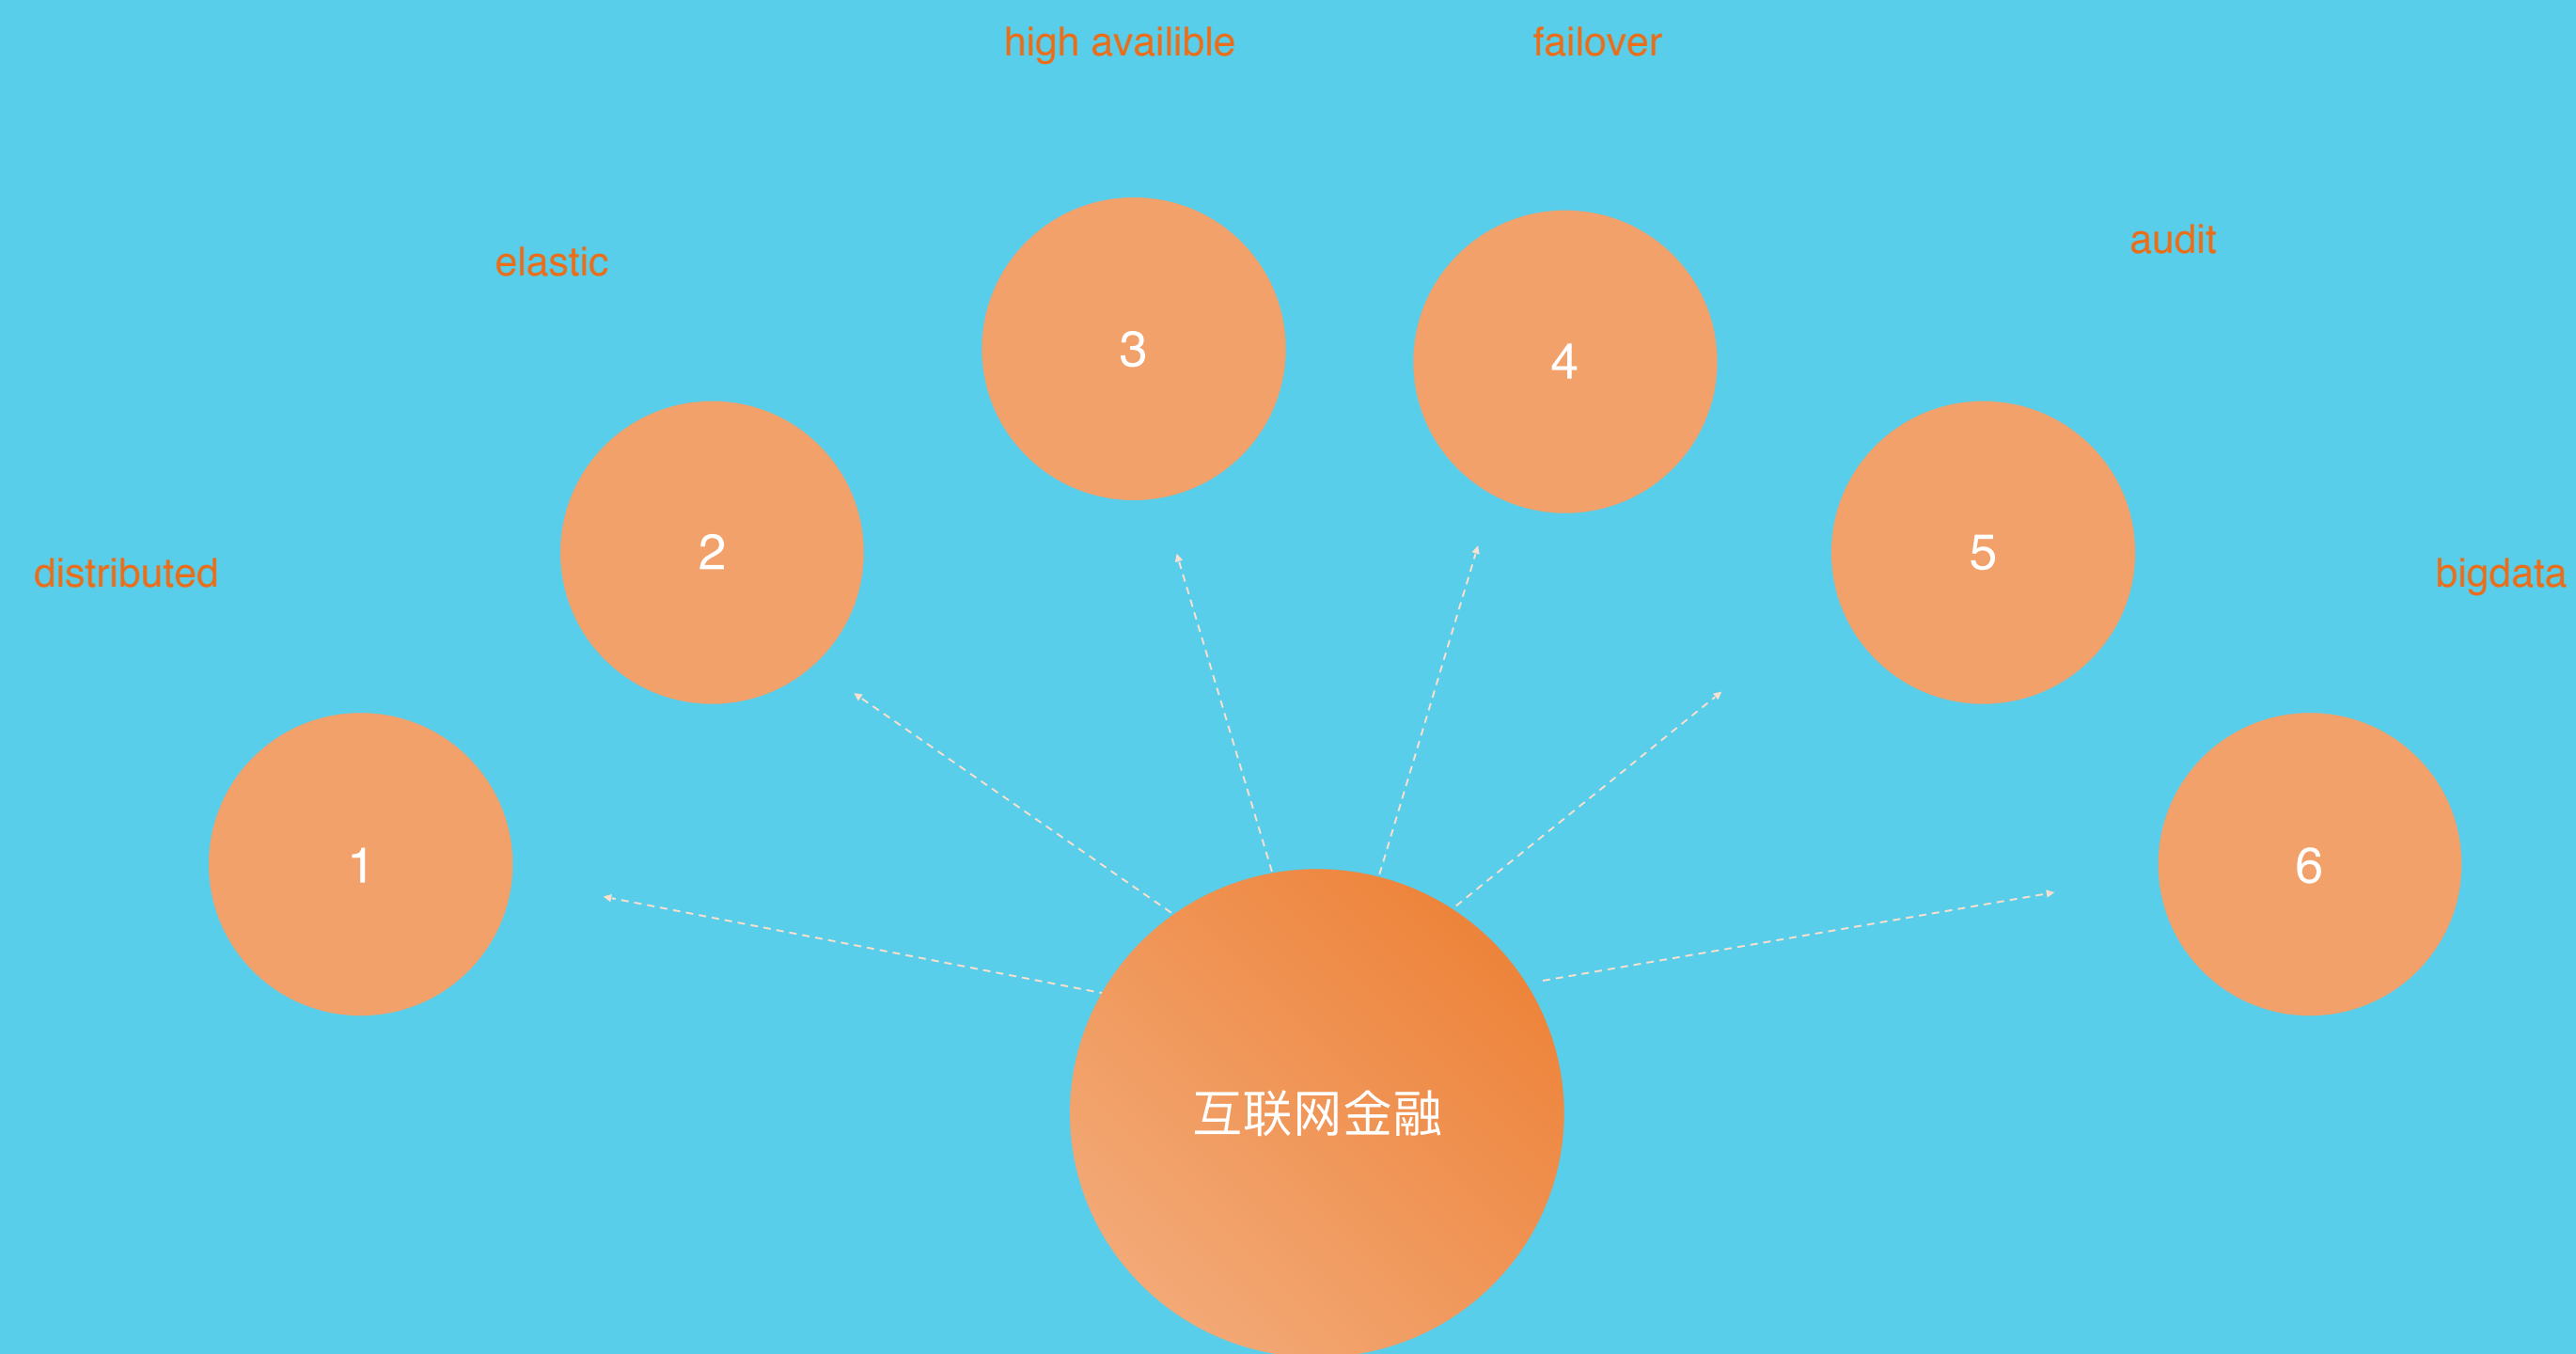 high availible
failover
audit
elastic
3
4
2
5
distributed
bigdata
1
6
互联网金融